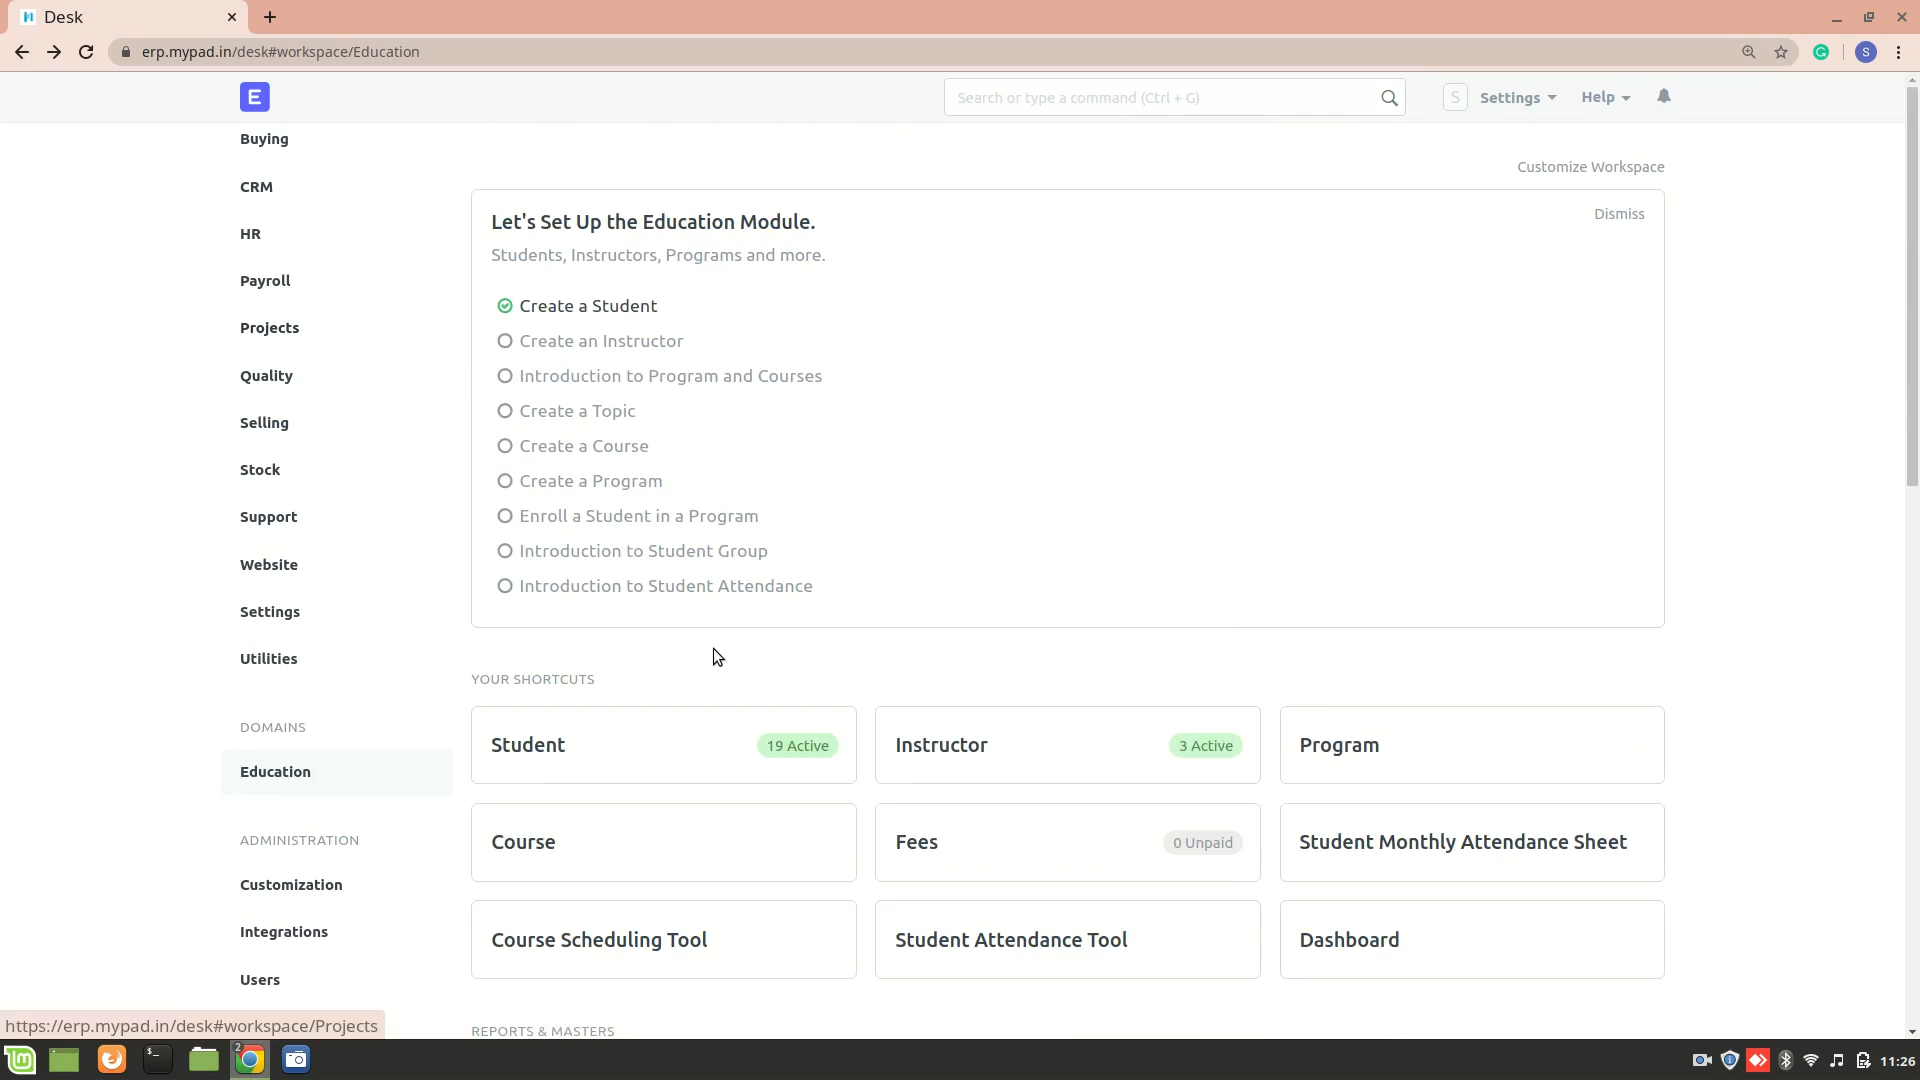 Desk
erp.mypad.in/desk#workspace/Education
S
E
Search or type a command (Ctrl + G)
S
Settings
Help
Buying
CRM
HR
Payroll
Projects
Quality
Selling
Stock
Support
Website
Settings
Utilities
DOMAINS
Education
ADMINISTRATION
Customization
Integrations
Users
Customize Workspace
Let's Set Up the Education Module.
Dismiss
Students, Instructors, Programs and more.
Create a Student
Create an Instructor
Introduction to Program and Courses
Create a Topic
Create a Course
Create a Program
Enroll a Student in a Program
Introduction to Student Group
Introduction to Student Attendance
YOUR SHORTCUTS
Student 19 Active
Instructor 3 Active
Program
Course
Fees 0 Unpaid
Student Monthly Attendance Sheet
Course Scheduling Tool
Student Attendance Tool
Dashboard
REPORTS & MASTERS
https://erp.mypad.in/desk#workspace/Projects
2
11:26